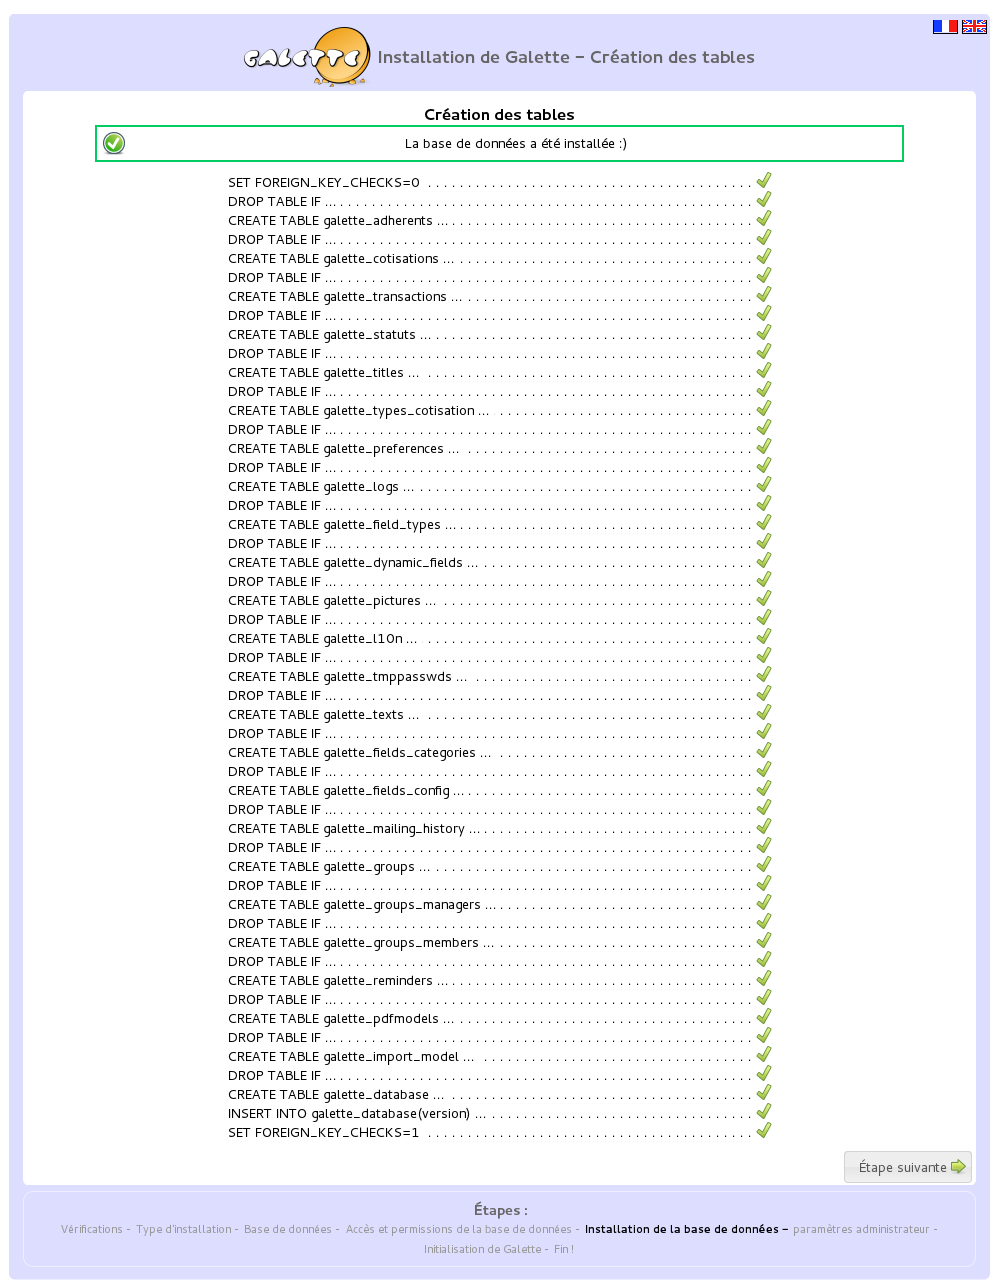 GALETTE Installation de Galette - Création des tables
Création des tables
La base de données a été installée :)
SET FOREIGN_KEY_CHECKS=0
DROP TABLE IF ...
CREATE TABLE galette_adherents ...
DROP TABLE IF ...
CREATE TABLE galette_cotisations ...
DROP TABLE IF ...
CREATE TABLE galette_transactions ...
DROP TABLE IF ...
CREATE TABLE galette_statuts ...
DROP TABLE IF ...
CREATE TABLE galette_titles ...
DROP TABLE IF ...
CREATE TABLE galette_types_cotisation ...
DROP TABLE IF ...
CREATE TABLE galette_preferences ...
DROP TABLE IF ...
CREATE TABLE galette_logs ...
DROP TABLE IF ...
CREATE TABLE galette_field_types ...
DROP TABLE IF ...
CREATE TABLE galette_dynamic_fields ...
DROP TABLE IF ...
CREATE TABLE galette_pictures ...
DROP TABLE IF ...
CREATE TABLE galette_l10n ...
DROP TABLE IF ...
CREATE TABLE galette_tmppasswds ...
DROP TABLE IF ...
CREATE TABLE galette_texts ...
DROP TABLE IF ...
CREATE TABLE galette_fields_categories ...
DROP TABLE IF ...
CREATE TABLE galette_fields_config ...
DROP TABLE IF ...
CREATE TABLE galette_mailing_history ...
DROP TABLE IF ...
CREATE TABLE galette_groups ...
DROP TABLE IF ...
CREATE TABLE galette_groups_managers ...
DROP TABLE IF ...
CREATE TABLE galette_groups_members ...
DROP TABLE IF ...
CREATE TABLE galette_reminders ...
DROP TABLE IF ...
CREATE TABLE galette_pdfmodels ...
DROP TABLE IF ...
CREATE TABLE galette_import_model ...
DROP TABLE IF ...
CREATE TABLE galette_database ...
INSERT INTO galette_database(version) ...
SET FOREIGN_KEY_CHECKS=1
Étape suivante
Étapes :
Vérifications - Type d'installation - Base de données - Accès et permissions de la base de données - Installation de la base de données - paramètres administrateur -
Initialisation de Galette - Fin !